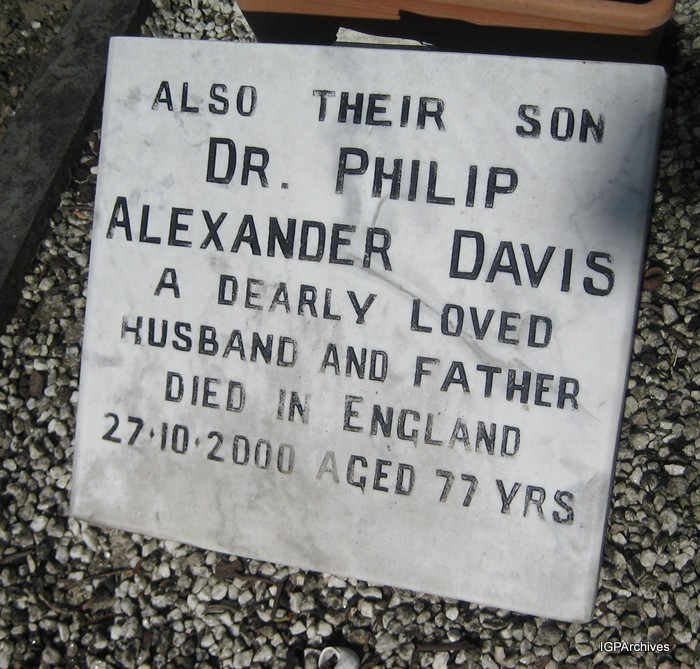 ALSO THEIR SON
DR. PHILIP
ALEXANDER DAVIS
A DEARLY LOVED
HUSBAND AND FATHER
DIED IN ENGLAND
27·10·2000 AGED 77 YRS
IGPArchives